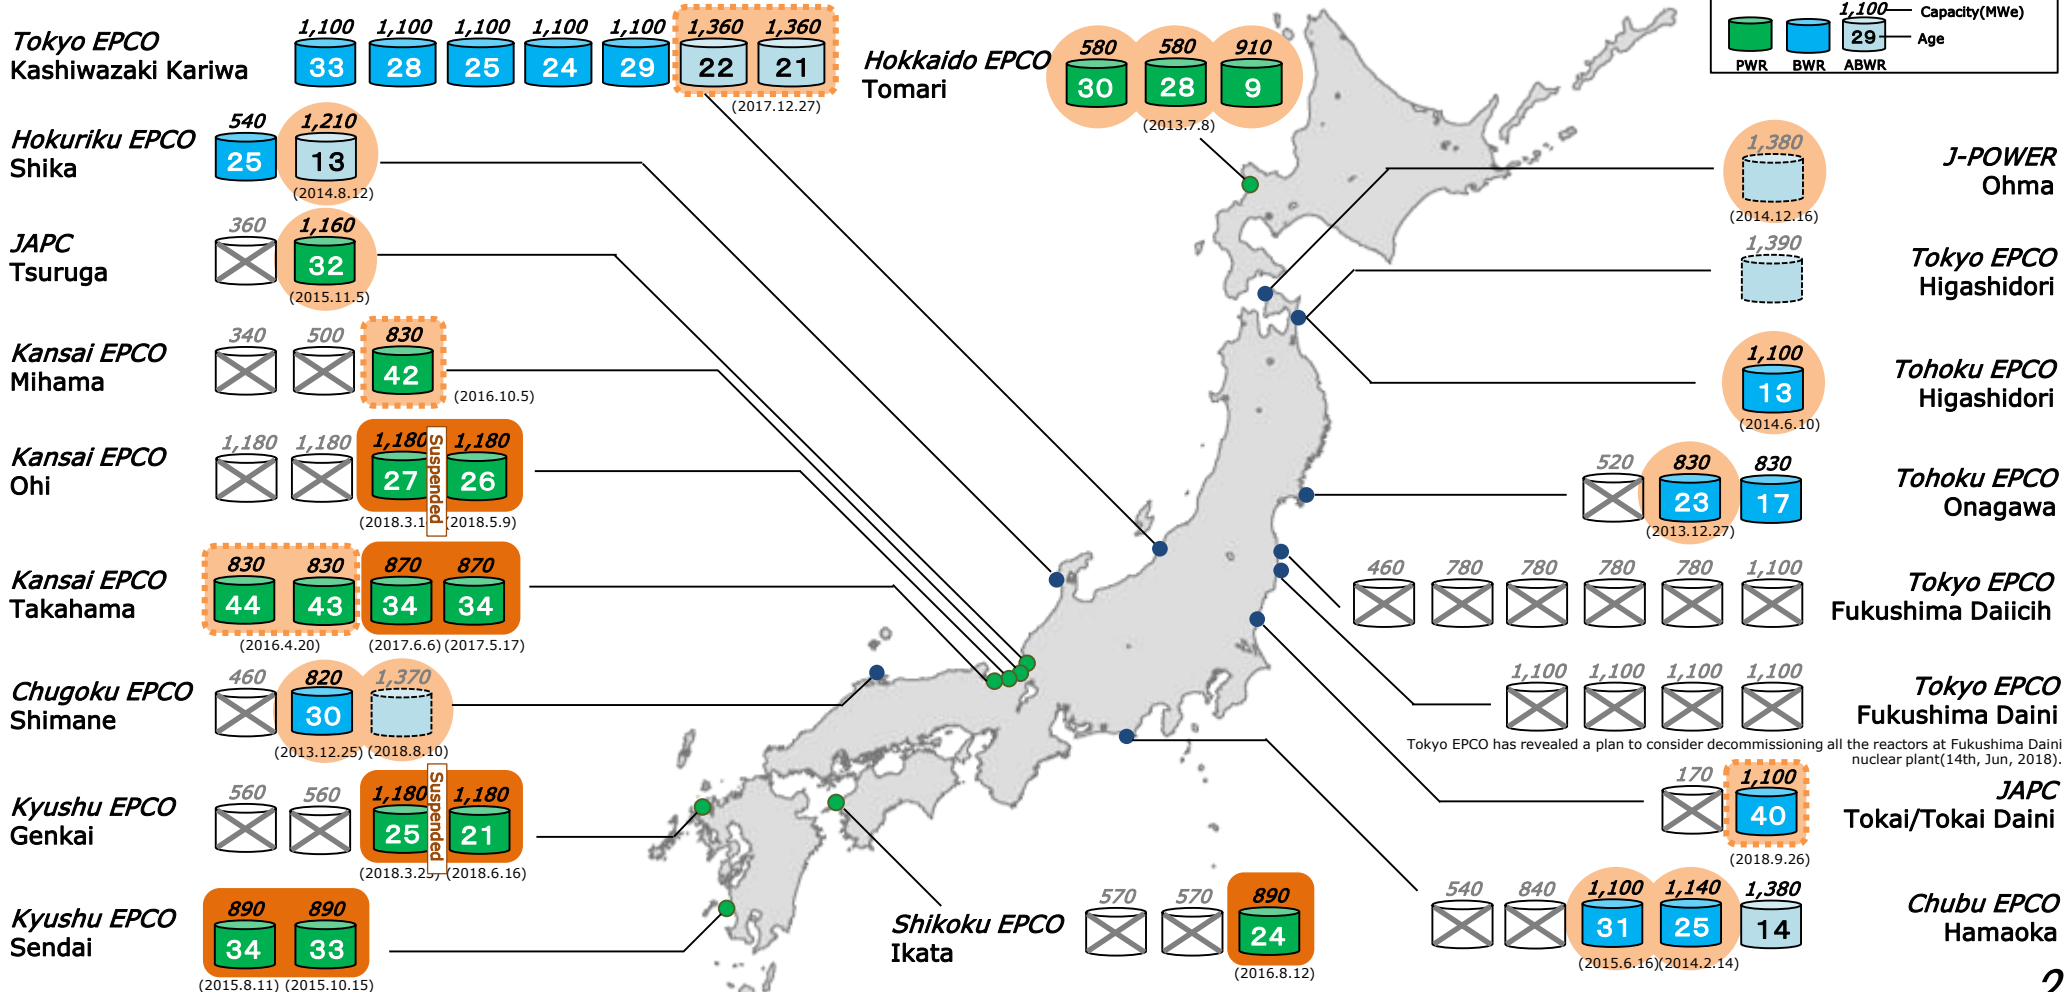 Tokyo EPCO
Kashiwazaki Kariwa
1,100 1,100 1,100 1,100 1,100 1,360 1,360
33 28 25 24 29 22 21
(2017.12.27)
Hokkaido EPCO
Tomari
580 580 910
30 28 9
(2013.7.8)
1,100 Capacity(MWe)
29 Age
PWR BWR ABWR
Hokuriku EPCO
Shika
540 1,210
25 13
(2014.8.12)
J-POWER
Ohma
1,380
(2014.12.16)
JAPC
Tsuruga
360 1,160
32
(2015.11.5)
Tokyo EPCO
Higashidori
1,390
Kansai EPCO
Mihama
340 500 830
42
(2016.10.5)
Tohoku EPCO
Higashidori
1,100
13
(2014.6.10)
Kansai EPCO
Ohi
1,180 1,180 1,180 1,180
27 26
Suspended
(2018.3.1 (2018.5.9)
Tohoku EPCO
Onagawa
520 830 830
23 17
(2013.12.27)
Kansai EPCO
Takahama
830 830 870 870
44 43 34 34
(2016.4.20) (2017.6.6) (2017.5.17)
Tokyo EPCO
Fukushima Daiicih
460 780 780 780 780 1,100
Chugoku EPCO
Shimane
460 820 1,370
30
(2013.12.25) (2018.8.10)
Tokyo EPCO
Fukushima Daini
1,100 1,100 1,100 1,100
Tokyo EPCO has revealed a plan to consider decommissioning all the reactors at Fukushima Daini
nuclear plant(14th, Jun, 2018).
Kyushu EPCO
Genkai
560 560 1,180 1,180
25 21
Suspended
(2018.3.23) (2018.6.16)
JAPC
Tokai/Tokai Daini
170 1,100
40
(2018.9.26)
Kyushu EPCO
Sendai
890 890
34 33
(2015.8.11) (2015.10.15)
Shikoku EPCO
Ikata
570 570 890
24
(2016.8.12)
Chubu EPCO
Hamaoka
540 840 1,100 1,140 1,380
31 25 14
(2015.6.16) (2014.2.14)
2